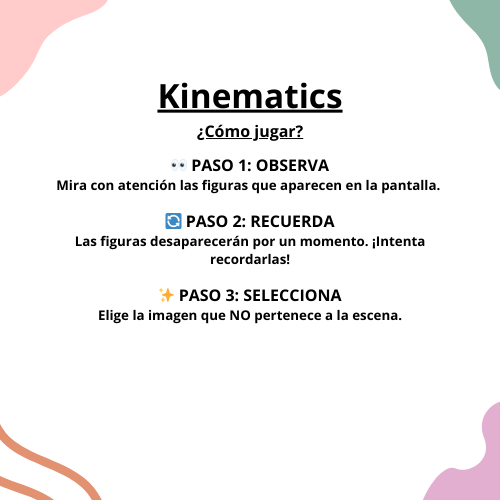 Kinematics
¿Cómo jugar?
👀 PASO 1: OBSERVA
Mira con atención las figuras que aparecen en la pantalla.
🔄 PASO 2: RECUERDA
Las figuras desaparecerán por un momento. ¡Intenta
recordarlas!
✨ PASO 3: SELECCIONA
Elige la imagen que NO pertenece a la escena.